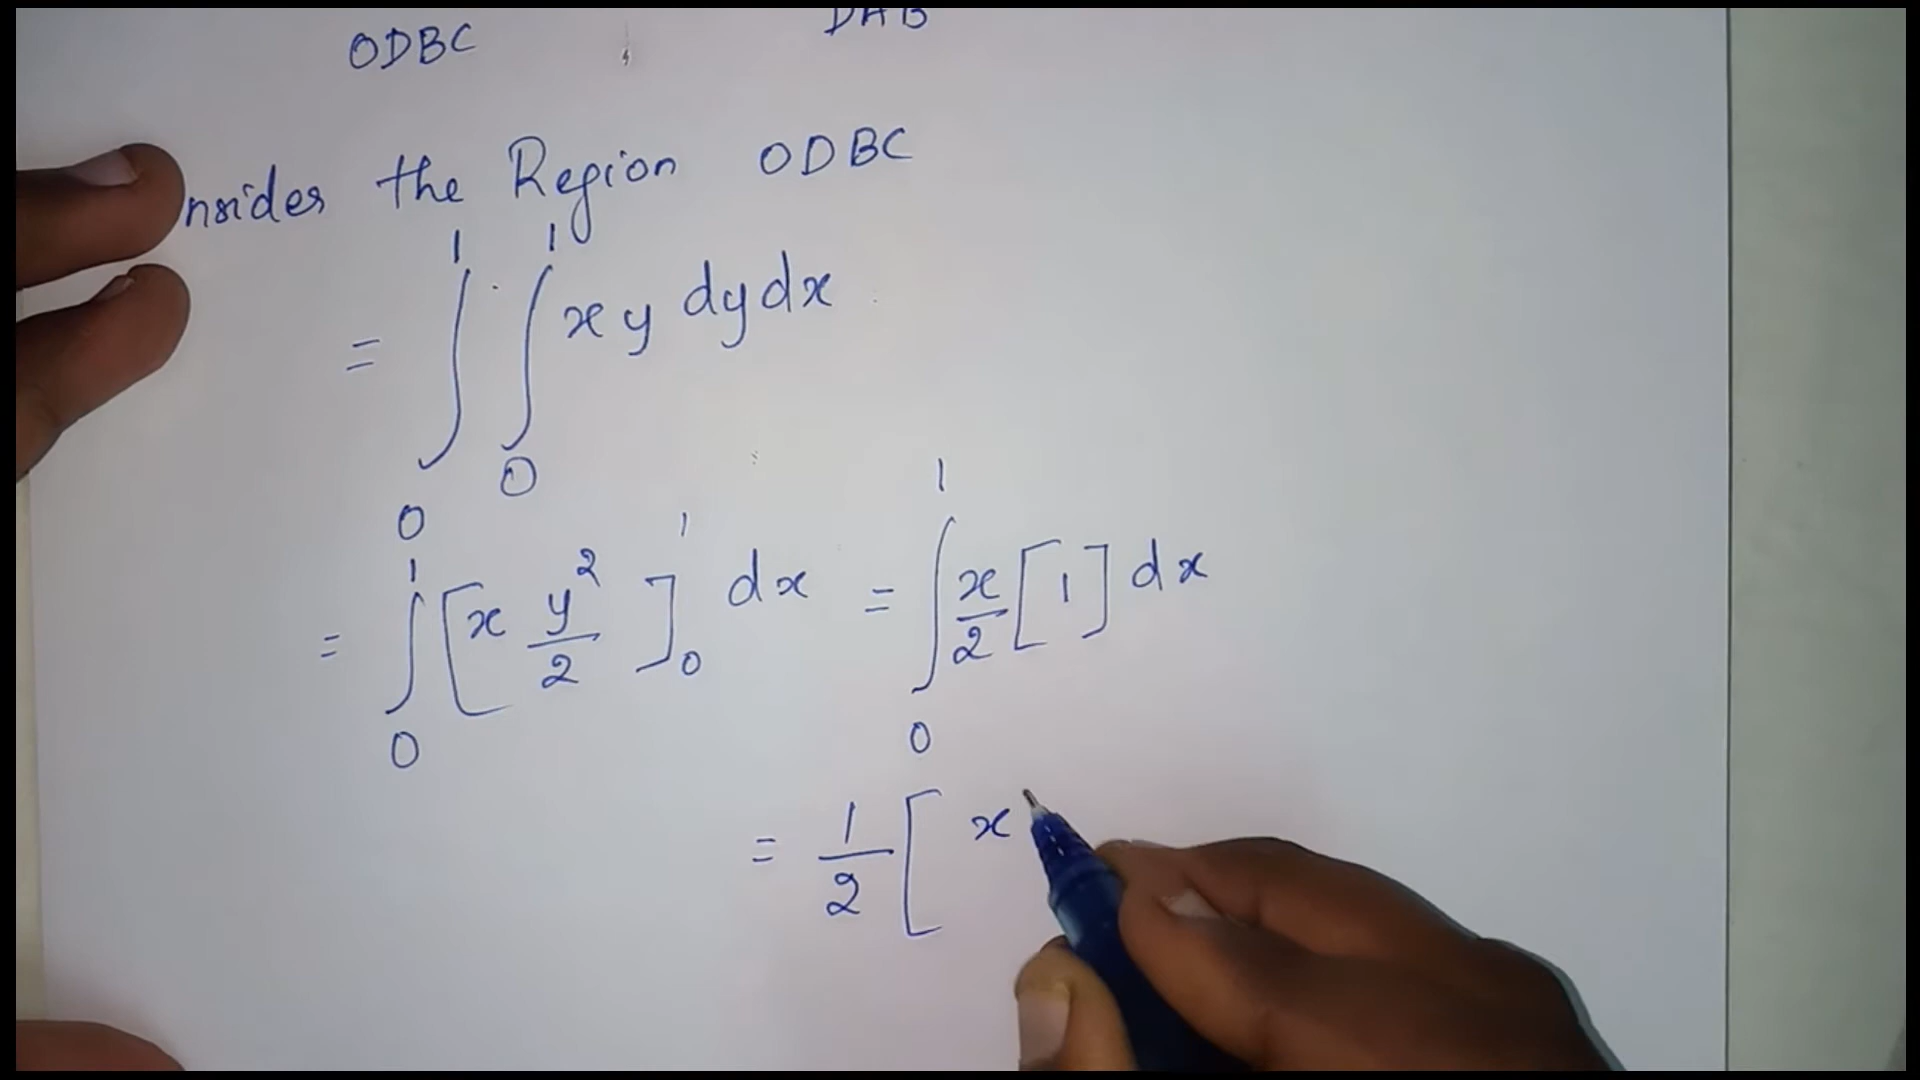 ODBC , DAB
nsider the Region ODBC
= ∫₀¹ ∫₀¹ xy dy dx
= ∫₀¹ [x y²/2]₀¹ dx = ∫₀¹ x/2 [1] dx
= 1/2 [ x